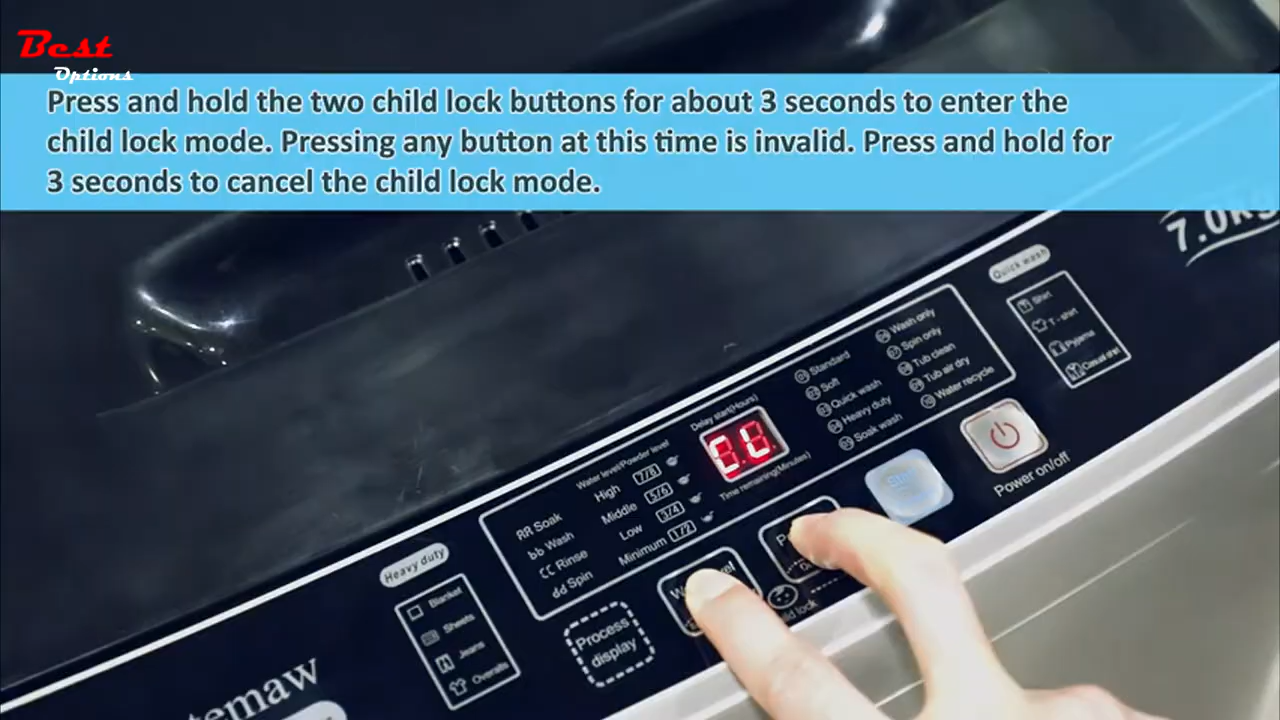 Best
Options
Press and hold the two child lock buttons for about 3 seconds to enter the
child lock mode. Pressing any button at this time is invalid. Press and hold for
3 seconds to cancel the child lock mode.
7.0kg
Quick wash
Shirt
T-shirt
Pyjama
Casual shirt
Wash only
Spin only
Tub clean
Tub air dry
Water recycle
Standard
Soft
Quick wash
Heavy duty
Soak wash
Delay start(Hours)
CL
Time remaining(Minutes)
Water level/Powder level
High 7/8
Middle 5/6
Low 3/4
Minimum 1/2
RR Soak
bb Wash
CC Rinse
dd Spin
Power on/off
Heavy duty
Blanket
Sheets
Jeans
Overalls
Process
display
lock
temaw